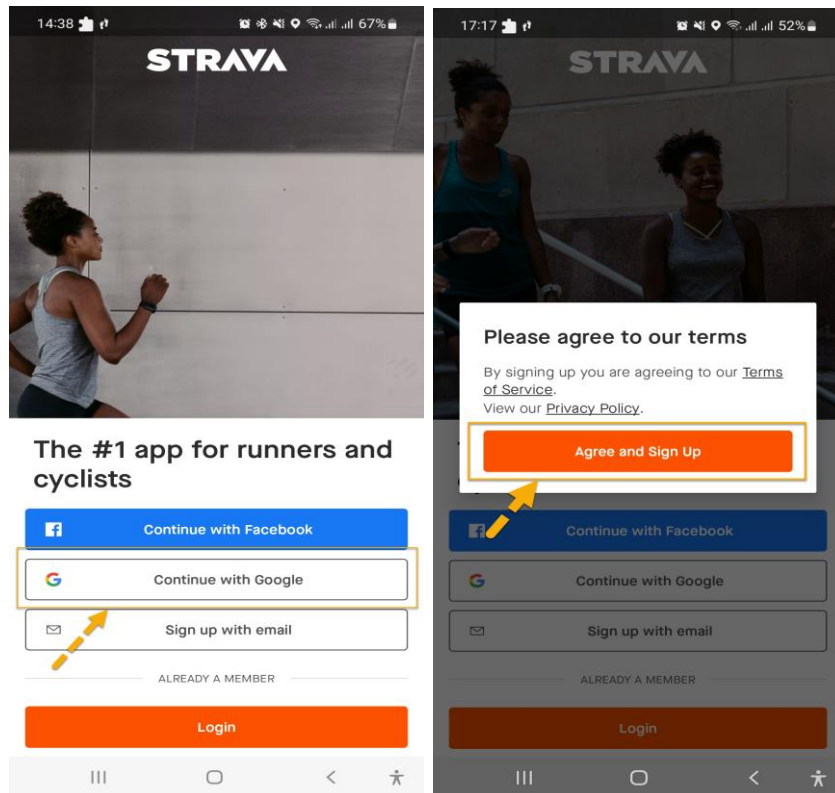 14:38
67%
STRAVA
The #1 app for runners and
cyclists
Continue with Facebook
Continue with Google
Sign up with email
ALREADY A MEMBER
Login
17:17
52%
STRAVA
Please agree to our terms
By signing up you are agreeing to our Terms
of Service.
View our Privacy Policy.
Agree and Sign Up
Continue with Facebook
Continue with Google
Sign up with email
ALREADY A MEMBER
Login